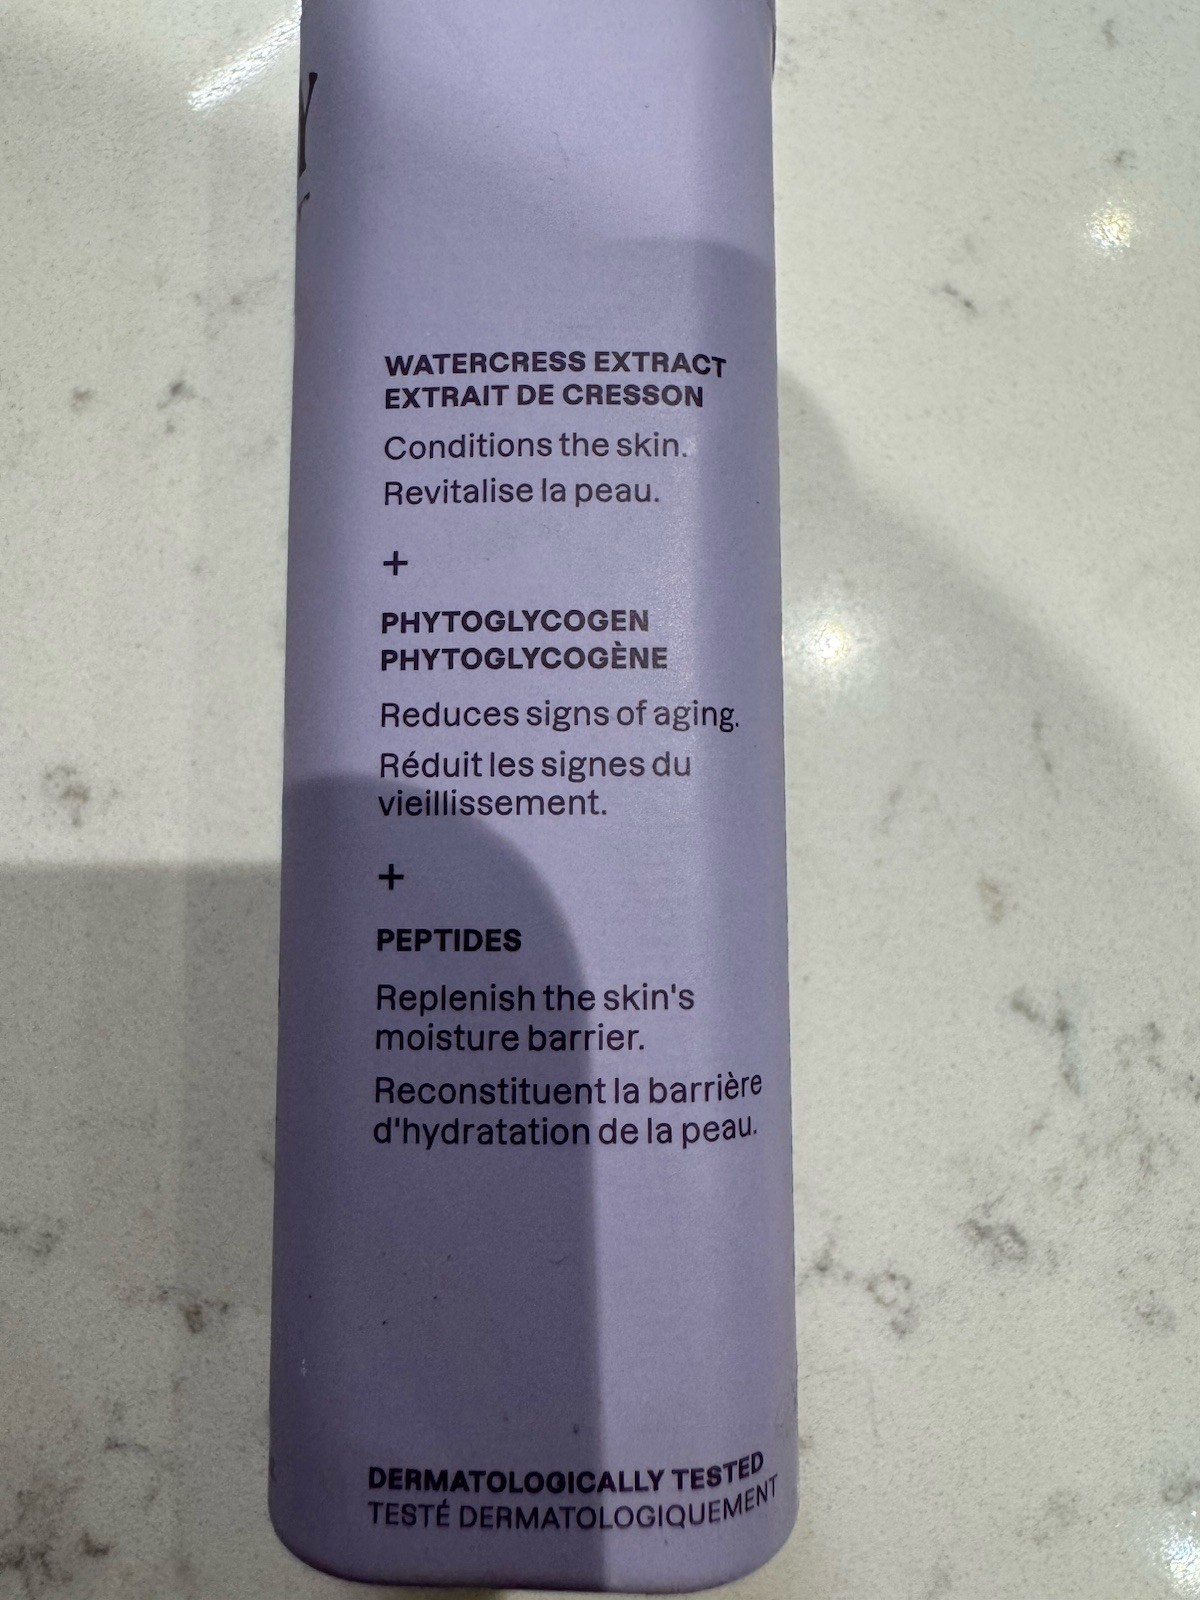 WATERCRESS EXTRACT
EXTRAIT DE CRESSON
Conditions the skin.
Revitalise la peau.
+
PHYTOGLYCOGEN
PHYTOGLYCOGÈNE
Reduces signs of aging.
Réduit les signes du
vieillissement.
+
PEPTIDES
Replenish the skin's
moisture barrier.
Reconstituent la barrière
d'hydratation de la peau.
DERMATOLOGICALLY TESTED
TESTÉ DERMATOLOGIQUEMENT